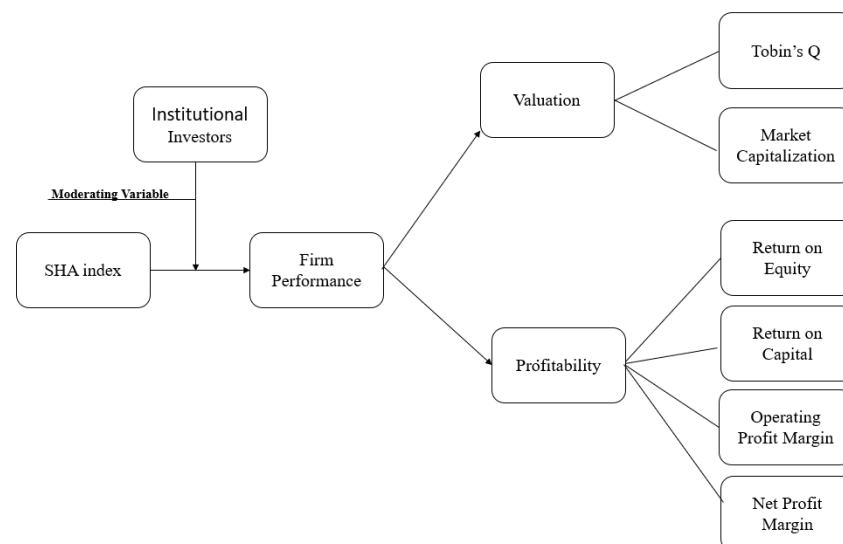 Tobin's Q
Valuation
Institutional
Investors
Market
Capitalization
Moderating Variable
SHA index
Firm
Performance
Return on
Equity
Return on
Capital
Profitability
Operating
Profit Margin
Net Profit
Margin